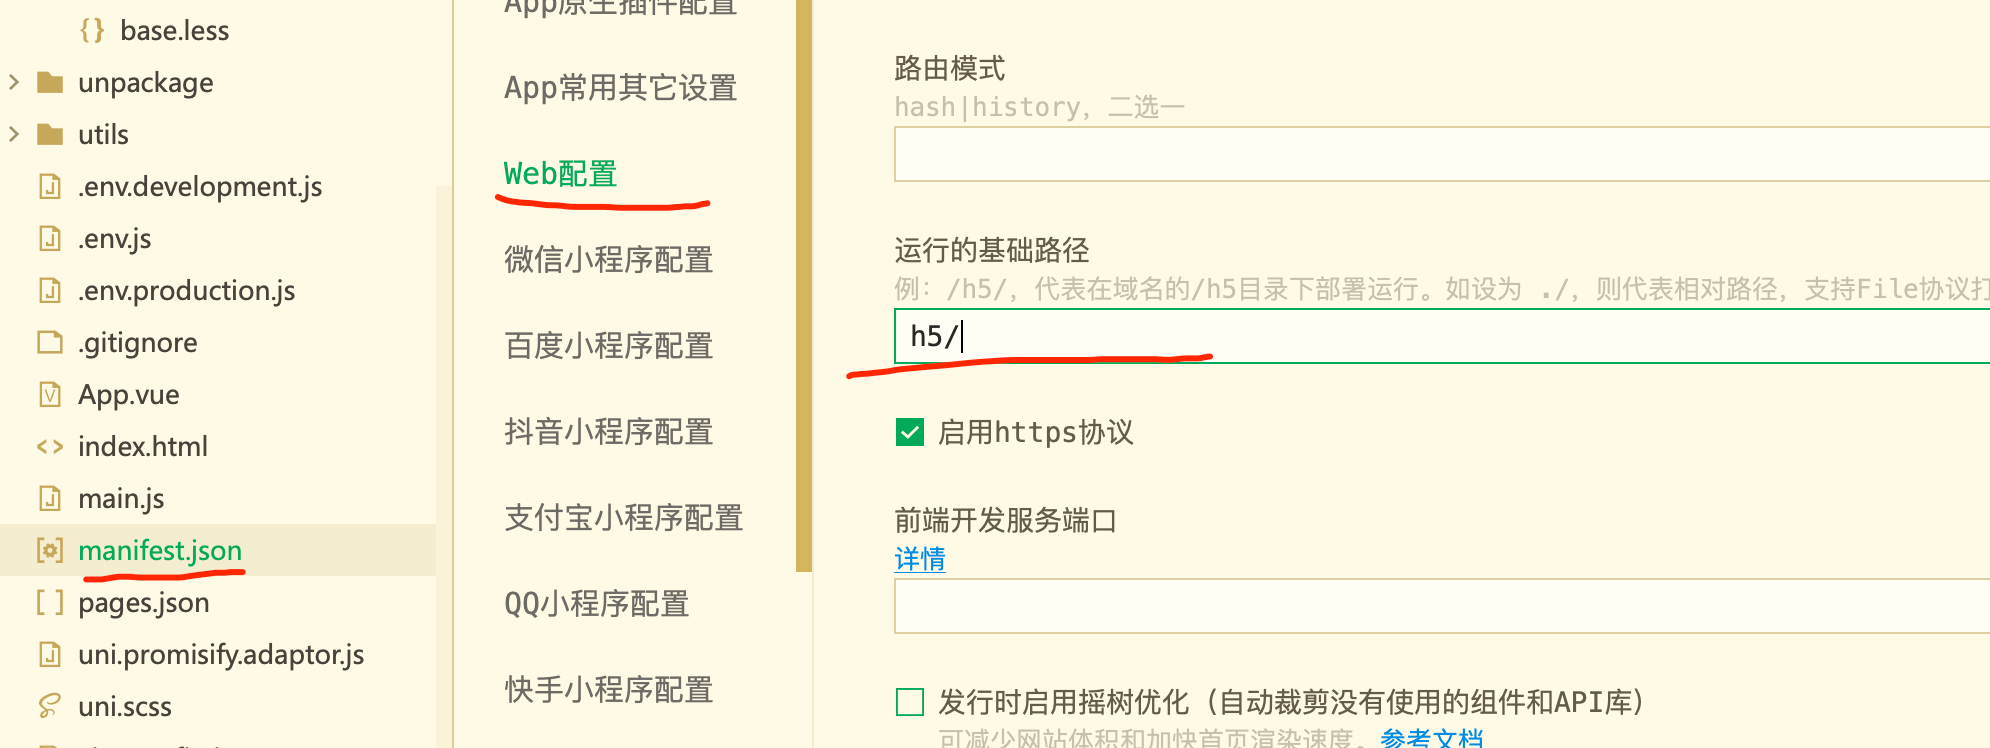 base.less
unpackage
utils
.env.development.js
.env.js
.env.production.js
.gitignore
App.vue
index.html
main.js
manifest.json
pages.json
uni.promisify.adaptor.js
uni.scss
App原生插件配置
App常用其它设置
Web配置
微信小程序配置
百度小程序配置
抖音小程序配置
支付宝小程序配置
QQ小程序配置
快手小程序配置
路由模式
hash|history，二选一
运行的基础路径
例：/h5/，代表在域名的/h5目录下部署运行。如设为 ./，则代表相对路径，支持File协议打
h5/
启用https协议
前端开发服务端口
详情
发行时启用摇树优化（自动裁剪没有使用的组件和API库）
可减少网站体积和加快首页渲染速度。参考文档